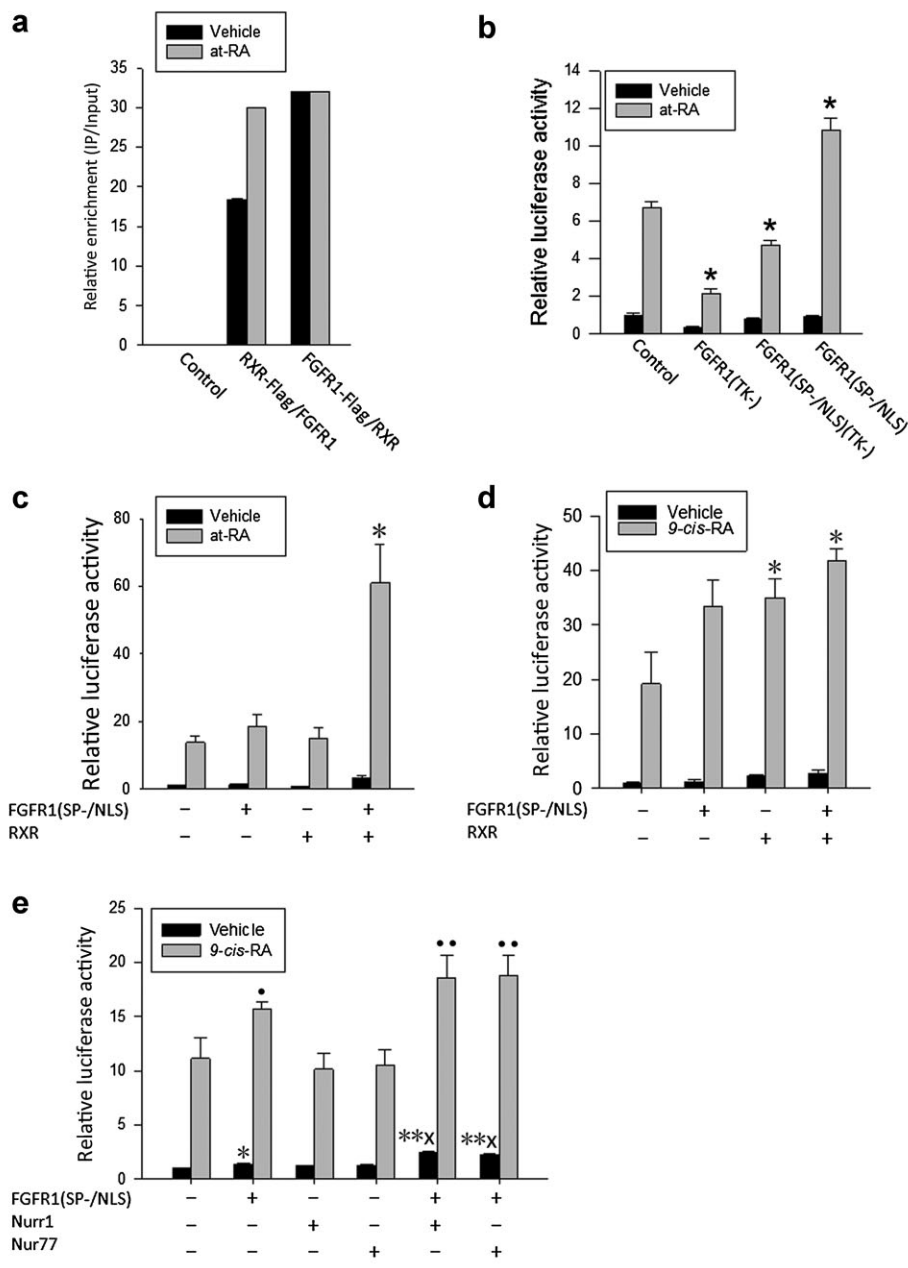 a
Vehicle
at-RA
Relative enrichment (IP/Input)
35
30
25
20
15
10
5
0
Control
RXR-Flag/FGFR1
FGFR1-Flag/RXR
b
Vehicle
at-RA
Relative luciferase activity
14
12
10
8
6
4
2
0
*
*
*
Control
FGFR1(TK-)
FGFR1(SP-/NLS)(TK-)
FGFR1(SP-/NLS)
c
Vehicle
at-RA
Relative luciferase activity
80
60
40
20
0
*
FGFR1(SP-/NLS) – + – +
RXR – – + +
d
Vehicle
9-cis-RA
Relative luciferase activity
50
40
30
20
10
0
*
*
FGFR1(SP-/NLS) – + – +
RXR – – + +
e
Vehicle
9-cis-RA
Relative luciferase activity
25
20
15
10
5
0
•
•• ••
* **x **x
FGFR1(SP-/NLS) – + – – + +
Nurr1 – – + – + –
Nur77 – – – + – +